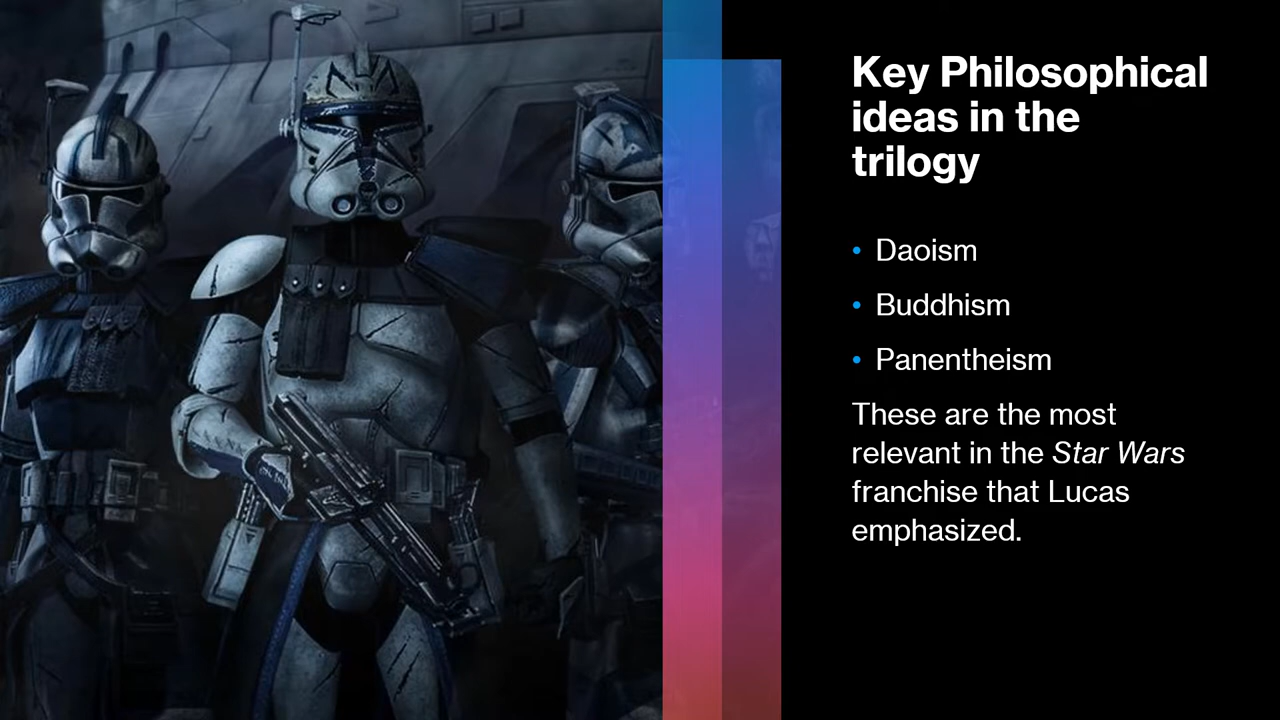 Key Philosophical
ideas in the
trilogy
• Daoism
• Buddhism
• Panentheism
These are the most
relevant in the Star Wars
franchise that Lucas
emphasized.